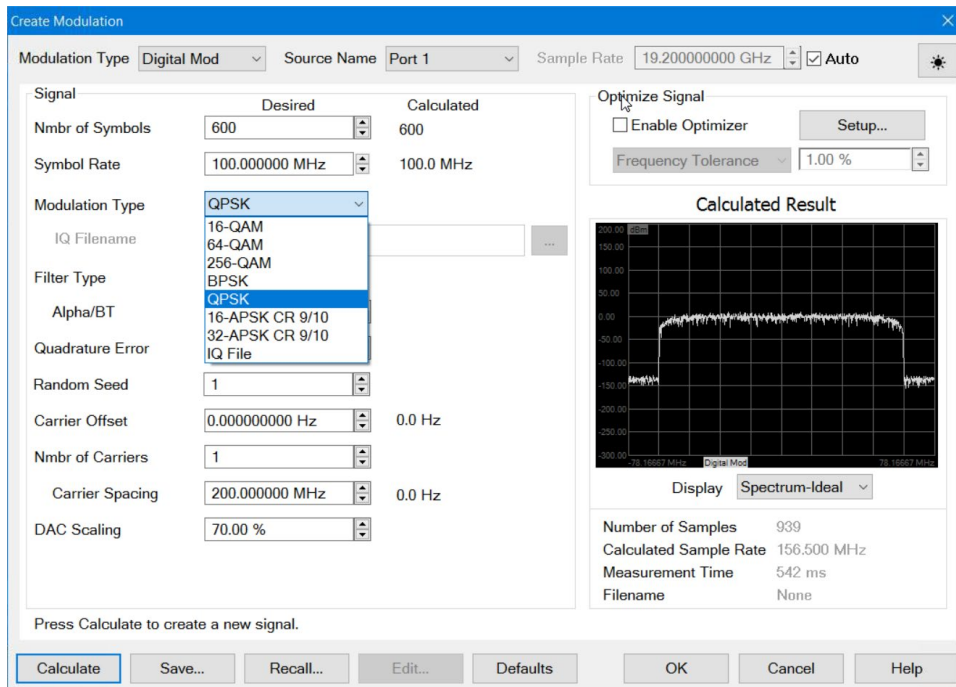 Create Modulation
Modulation Type Digital Mod Source Name Port 1 Sample Rate 19.200000000 GHz Auto
Signal
Desired Calculated
Nmbr of Symbols 600 600
Symbol Rate 100.000000 MHz 100.0 MHz
Modulation Type QPSK
16-QAM
64-QAM
256-QAM
BPSK
QPSK
16-APSK CR 9/10
32-APSK CR 9/10
IQ File
IQ Filename ...
Filter Type
Alpha/BT
Quadrature Error
Random Seed 1
Carrier Offset 0.000000000 Hz 0.0 Hz
Nmbr of Carriers 1
Carrier Spacing 200.000000 MHz 0.0 Hz
DAC Scaling 70.00 %
Optimize Signal
Enable Optimizer Setup...
Frequency Tolerance 1.00 %
Calculated Result
200.00 dBm
150.00
100.00
50.00
0.00
-50.00
-100.00
-150.00
-200.00
-250.00
-300.00
-78.16667 MHz Digital Mod 78.16667 MHz
Display Spectrum-Ideal
Number of Samples 939
Calculated Sample Rate 156.500 MHz
Measurement Time 542 ms
Filename None
Press Calculate to create a new signal.
Calculate Save... Recall... Edit... Defaults OK Cancel Help